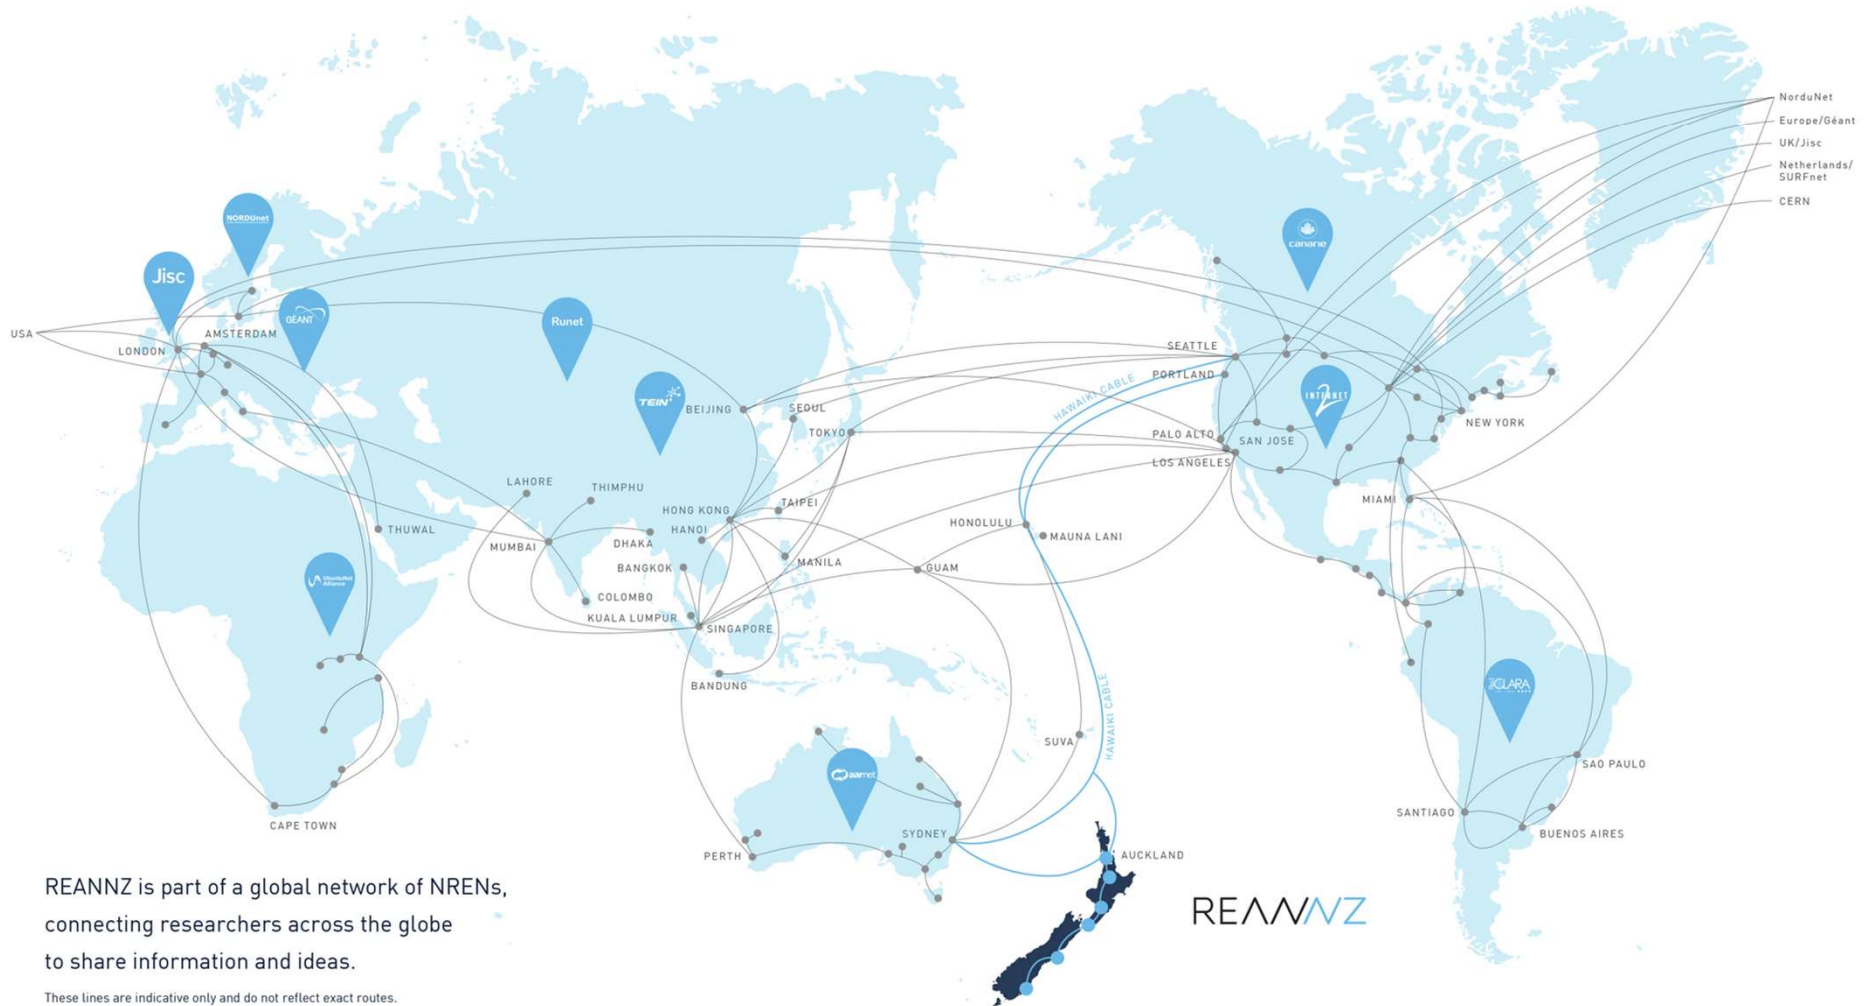 NorduNet
Europe/Géant
UK/Jisc
Netherlands/
SURFnet
CERN
NORDUnet
canarie
Jisc
GÉANT
Runet
USA
AMSTERDAM
LONDON
SEATTLE
PORTLAND
HAWAIKI CABLE
INTERNET
2
TEIN
BEIJING
SEOUL
TOKYO
PALO ALTO
SAN JOSE
NEW YORK
LOS ANGELES
LAHORE
THIMPHU
MIAMI
TAIPEI
HONG KONG
HANOI
THUWAL
HONOLULU
MAUNA LANI
MUMBAI
DHAKA
BANGKOK
MANILA
GUAM
UbuntuNet
Alliance
COLOMBO
KUALA LUMPUR
SINGAPORE
BANDUNG
CLARA
HAWAIKI CABLE
SUVA
SAO PAULO
aarnet
CAPE TOWN
SANTIAGO
BUENOS AIRES
SYDNEY
PERTH
AUCKLAND
REANNZ is part of a global network of NRENs,
connecting researchers across the globe
to share information and ideas.
REANNZ
These lines are indicative only and do not reflect exact routes.